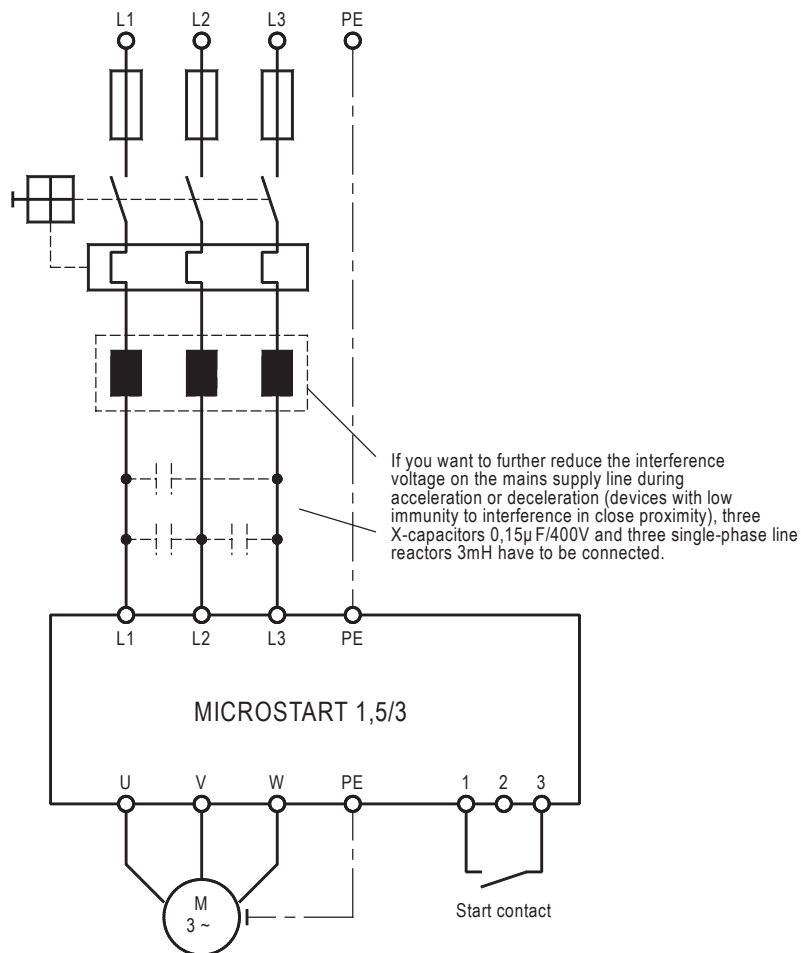 L1 L2 L3 PE
If you want to further reduce the interference
voltage on the mains supply line during
acceleration or deceleration (devices with low
immunity to interference in close proximity), three
X-capacitors 0,15µF/400V and three single-phase line
reactors 3mH have to be connected.
L1 L2 L3 PE
MICROSTART 1,5/3
U V W PE 1 2 3
M
3 ~
Start contact